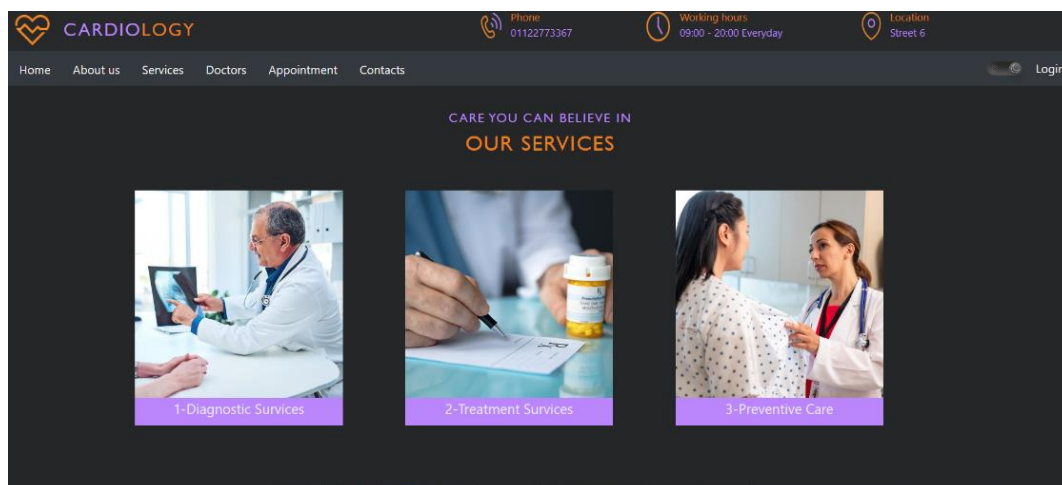 CARDIOLOGY
Phone
01122773367
Working hours
09:00 - 20:00 Everyday
Location
Street 6
Home About us Services Doctors Appointment Contacts Login
CARE YOU CAN BELIEVE IN
OUR SERVICES
1-Diagnostic Survices
2-Treatment Survices
3-Preventive Care